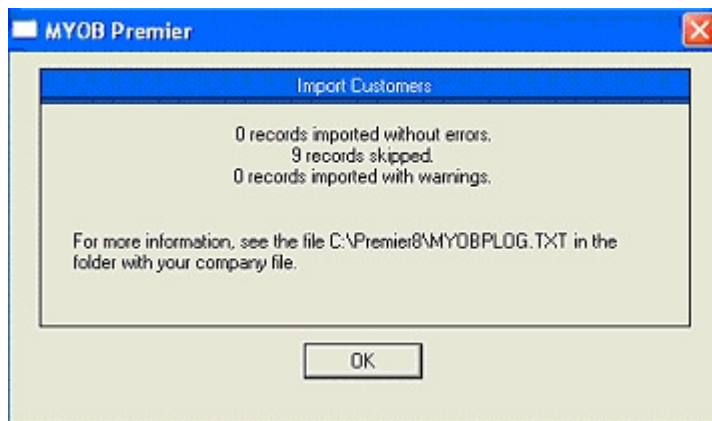 MYOB Premier
Import Customers
0 records imported without errors.
9 records skipped.
0 records imported with warnings.
For more information, see the file C:\Premier8\MYOBPLOG.TXT in the
folder with your company file.
OK